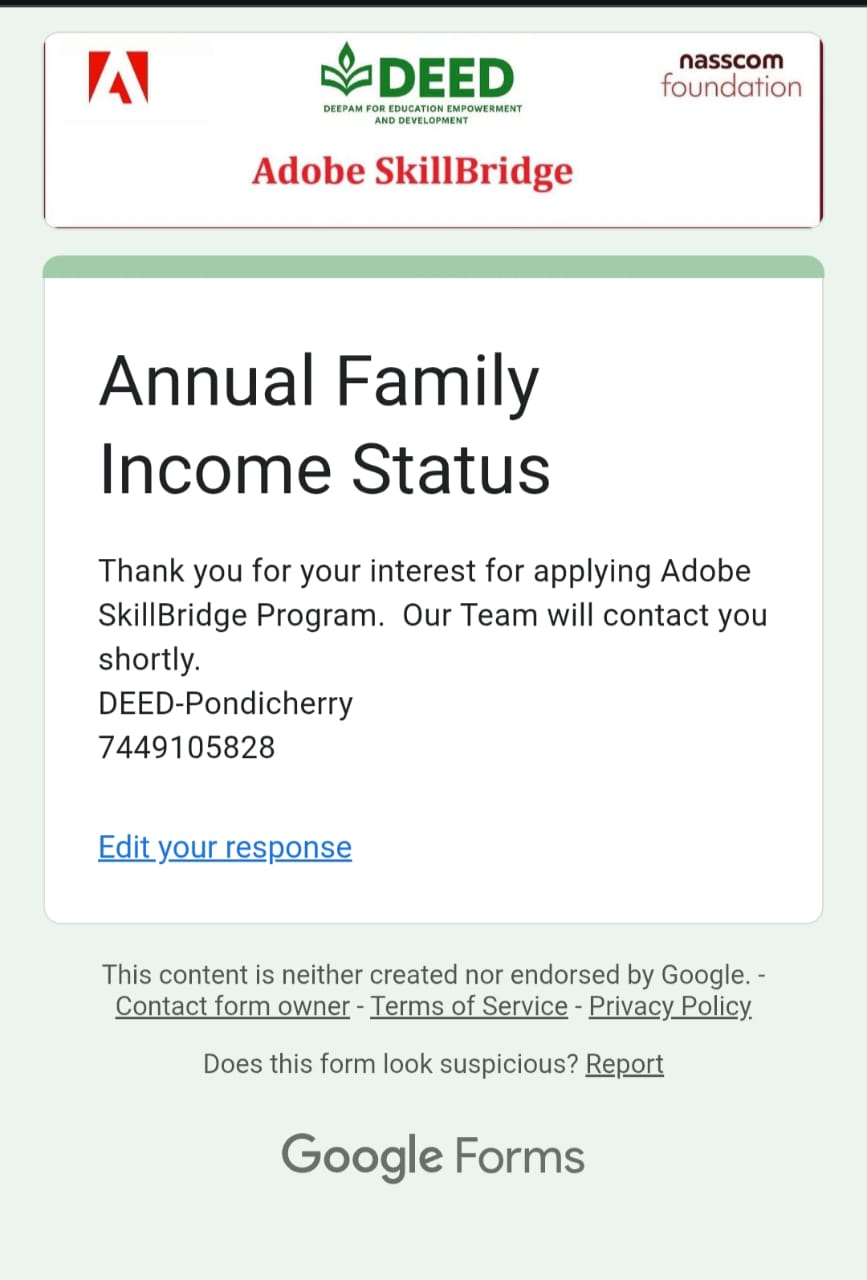 DEED
nasscom
foundation
DEEPAM FOR EDUCATION EMPOWERMENT
AND DEVELOPMENT
Adobe SkillBridge
Annual Family
Income Status
Thank you for your interest for applying Adobe
SkillBridge Program.  Our Team will contact you
shortly.
DEED-Pondicherry
7449105828
Edit your response
This content is neither created nor endorsed by Google. -
Contact form owner - Terms of Service - Privacy Policy
Does this form look suspicious? Report
Google Forms